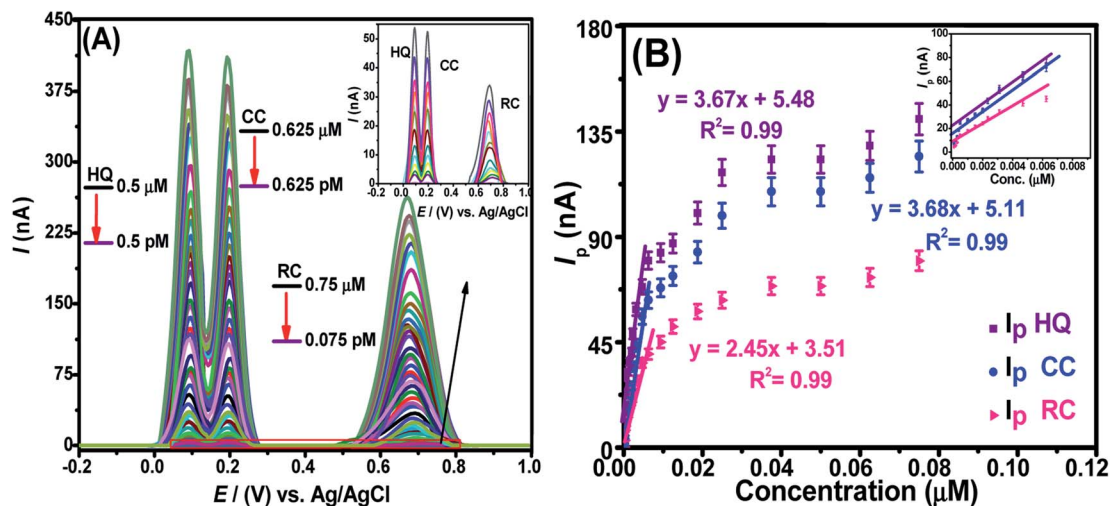 (A)
450
375
300
225
150
75
0
I (nA)
-0.2 0.0 0.2 0.4 0.6 0.8 1.0
E / (V) vs. Ag/AgCl
HQ
0.5 μM
0.5 pM
CC
0.625 μM
0.625 pM
RC
0.75 μM
0.075 pM
50
40
30
20
10
0
I (nA)
HQ
CC
RC
-0.2 0.0 0.2 0.4 0.6 0.8 1.0
E / (V) vs. Ag/AgCl
(B)
180
135
90
45
0
Ip (nA)
0.00 0.02 0.04 0.06 0.08 0.10 0.12
Concentration (μM)
y = 3.67x + 5.48
R² = 0.99
y = 3.68x + 5.11
R² = 0.99
y = 2.45x + 3.51
R² = 0.99
Ip HQ
Ip CC
Ip RC
100
80
60
40
20
0
Ip (nA)
0.000 0.002 0.004 0.006 0.008
Conc. (μM)